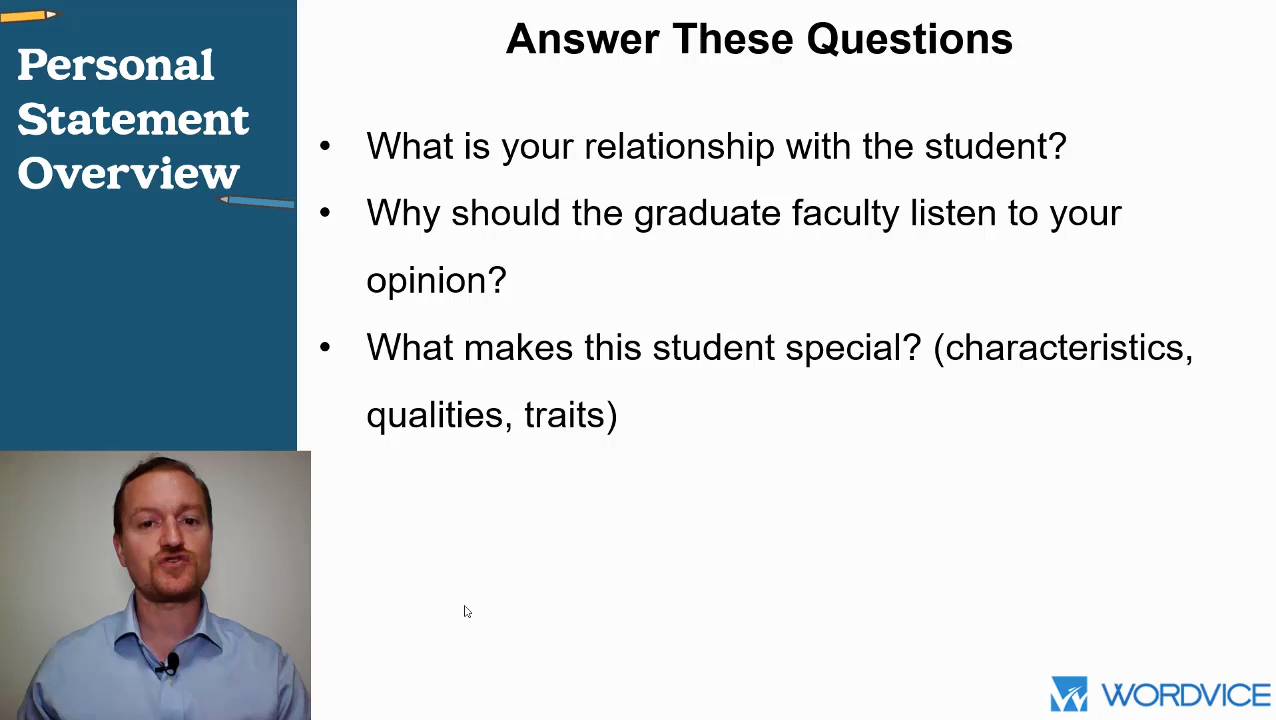 Personal
Statement
Overview
Answer These Questions
• What is your relationship with the student?
• Why should the graduate faculty listen to your
opinion?
• What makes this student special? (characteristics,
qualities, traits)
WORDVICE